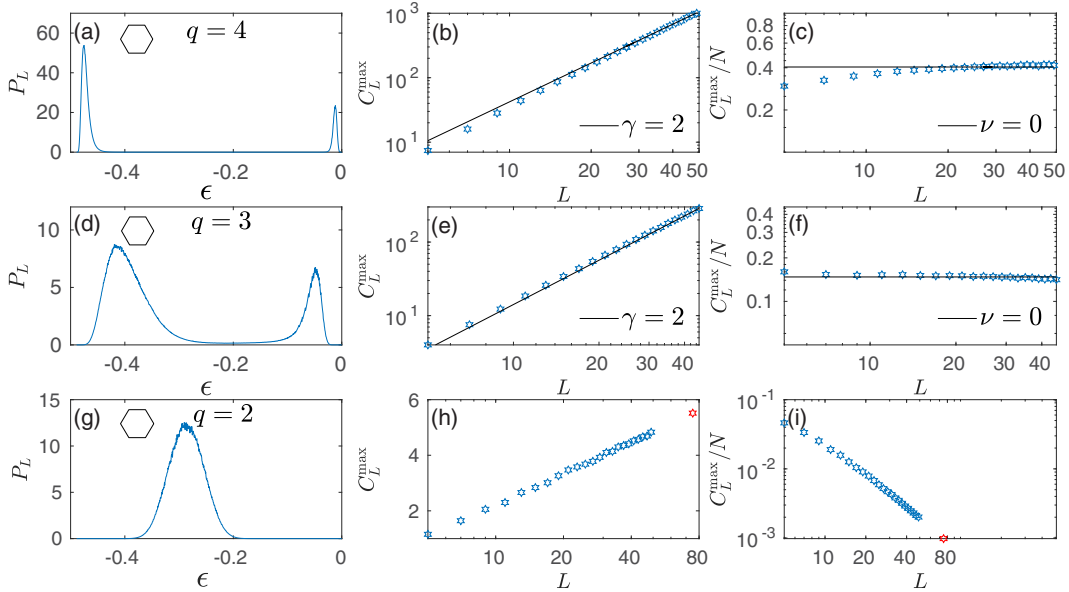 (a) q = 4
60
40
20
0
P_L
-0.4 -0.2 0
ϵ
(b)
10^3
10^2
10^1
C_L^max
γ = 2
10 20 30 40 50
L
(c)
0.8
0.4
0.2
C_L^max/N
ν = 0
10 20 30 40 50
L
(d) q = 3
10
5
0
P_L
-0.4 -0.2 0
ϵ
(e)
10^2
10^1
C_L^max
γ = 2
10 20 30 40
L
(f)
0.4
0.2
0.1
C_L^max/N
ν = 0
10 20 30 40
L
(g) q = 2
15
10
5
0
P_L
-0.4 -0.2 0
ϵ
(h)
6
4
2
C_L^max
10 20 40 80
L
(i)
10^-1
10^-2
10^-3
C_L^max/N
10 20 40 80
L